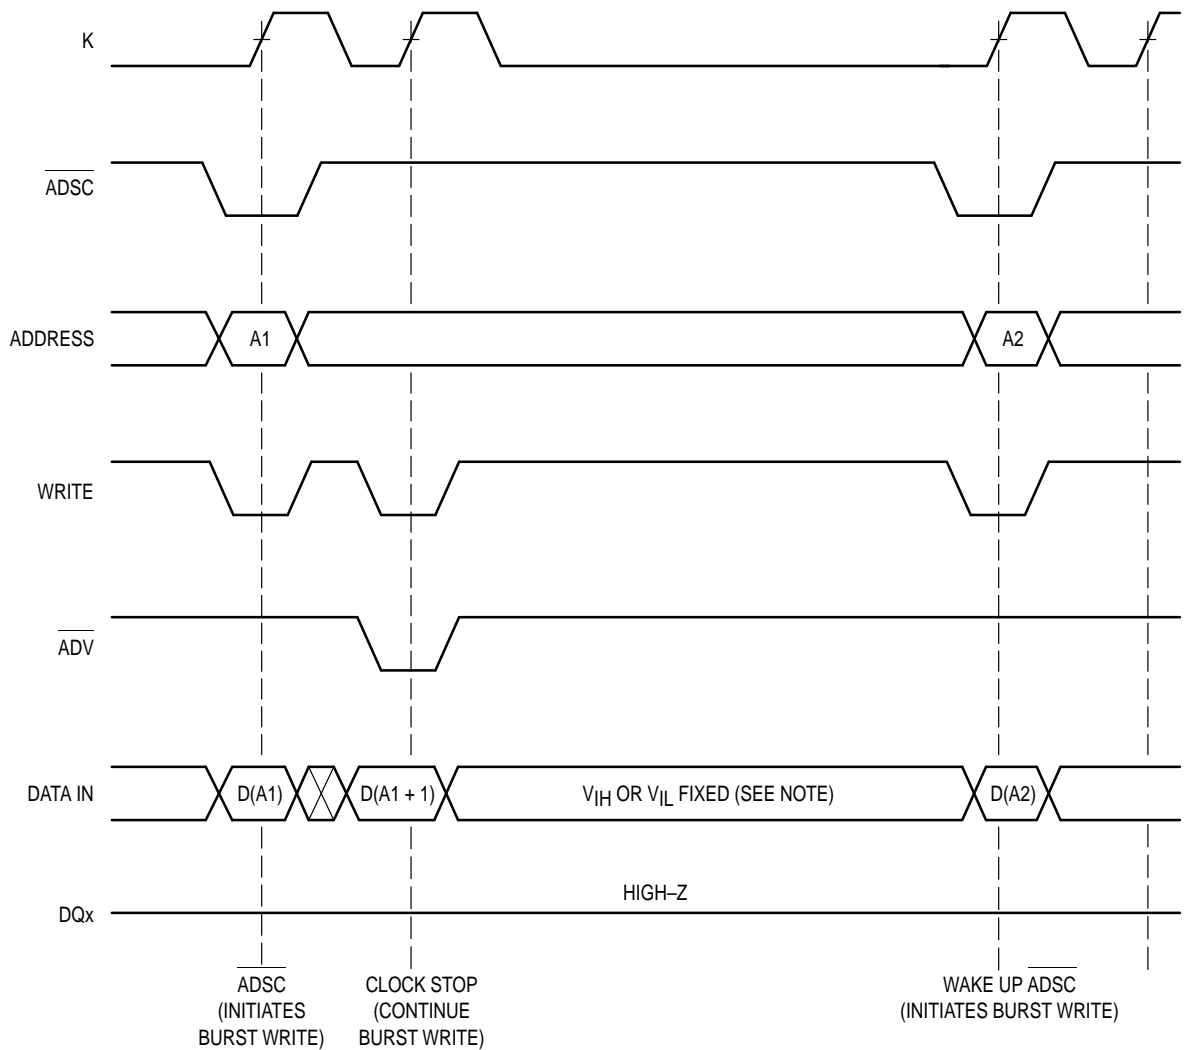 K
ADSC
ADDRESS
A1
A2
WRITE
ADV
DATA IN
D(A1)
D(A1 + 1)
VIH OR VIL FIXED (SEE NOTE)
D(A2)
HIGH–Z
DQx
ADSC
(INITIATES
BURST WRITE)
CLOCK STOP
(CONTINUE
BURST WRITE)
WAKE UP ADSC
(INITIATES BURST WRITE)